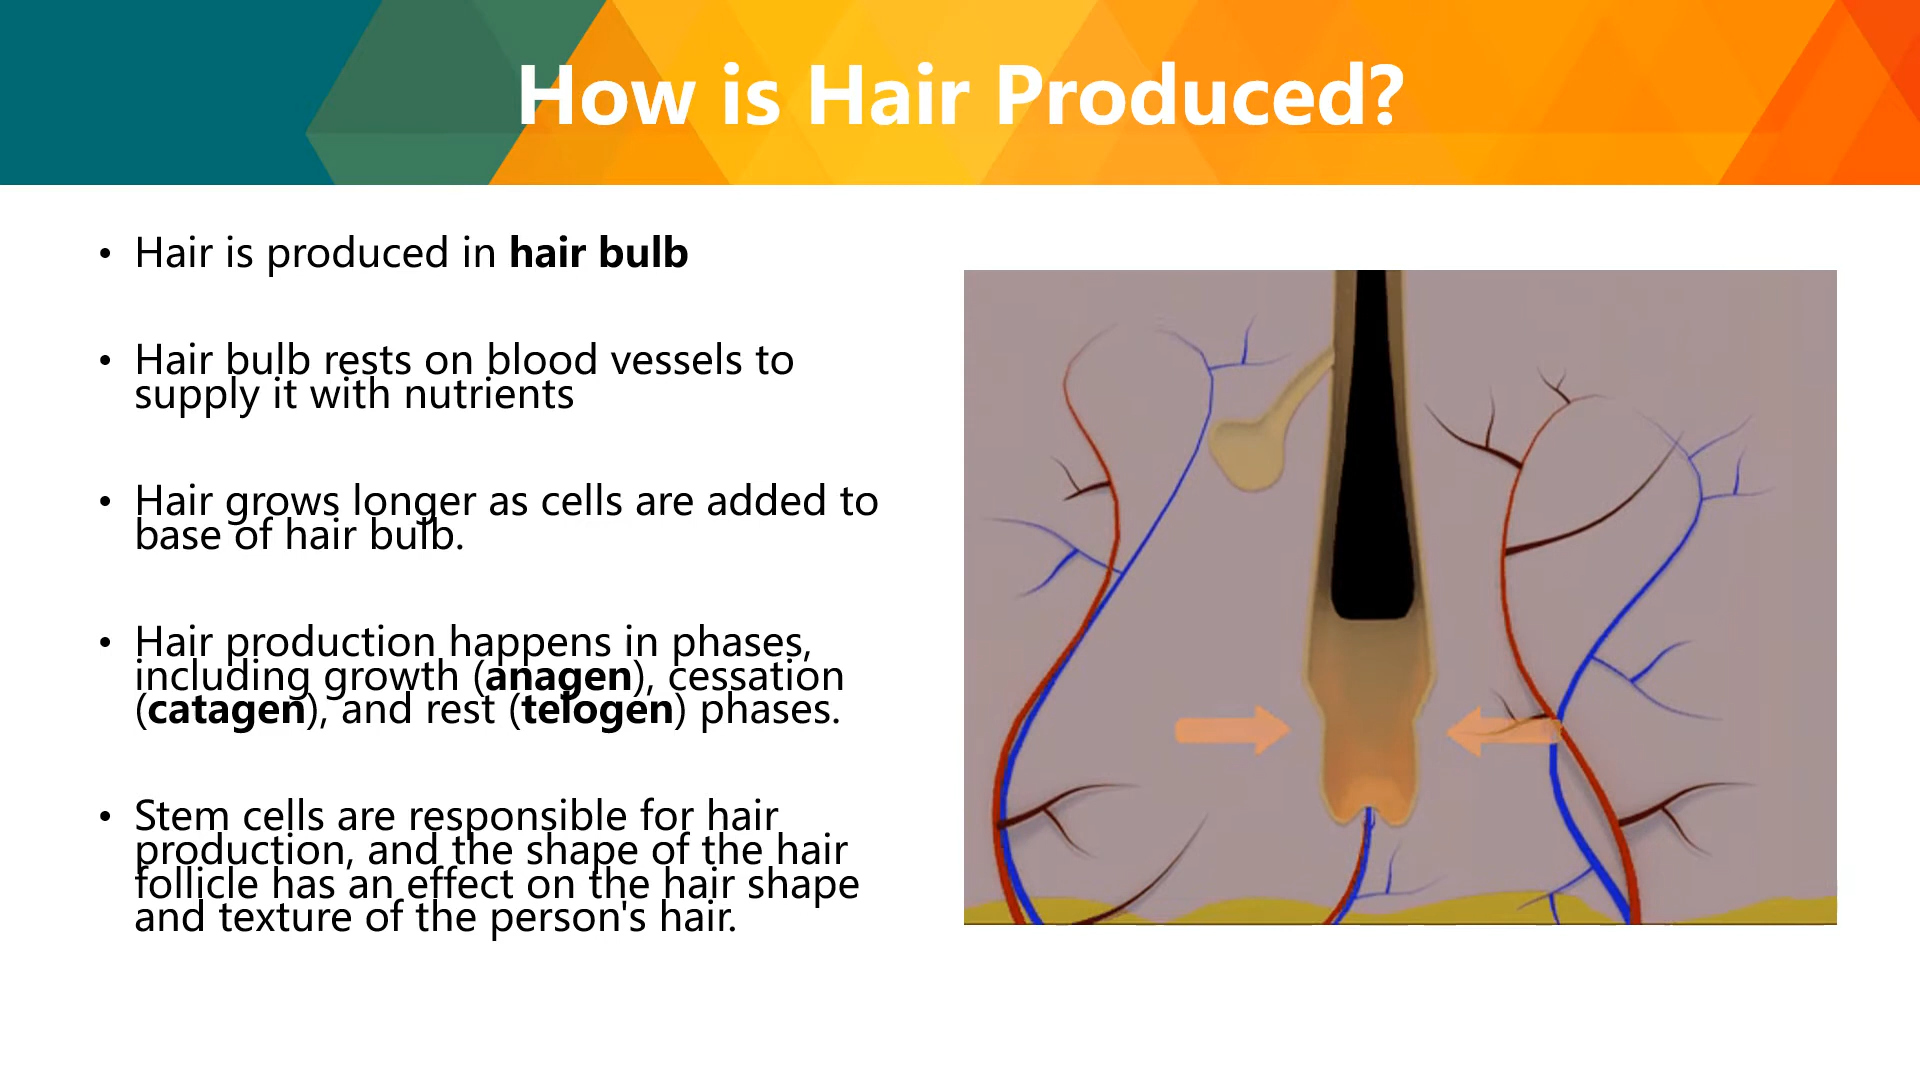 How is Hair Produced?
• Hair is produced in hair bulb
• Hair bulb rests on blood vessels to
supply it with nutrients
• Hair grows longer as cells are added to
base of hair bulb.
• Hair production happens in phases,
including growth (anagen), cessation
(catagen), and rest (telogen) phases.
• Stem cells are responsible for hair
production, and the shape of the hair
follicle has an effect on the hair shape
and texture of the person's hair.